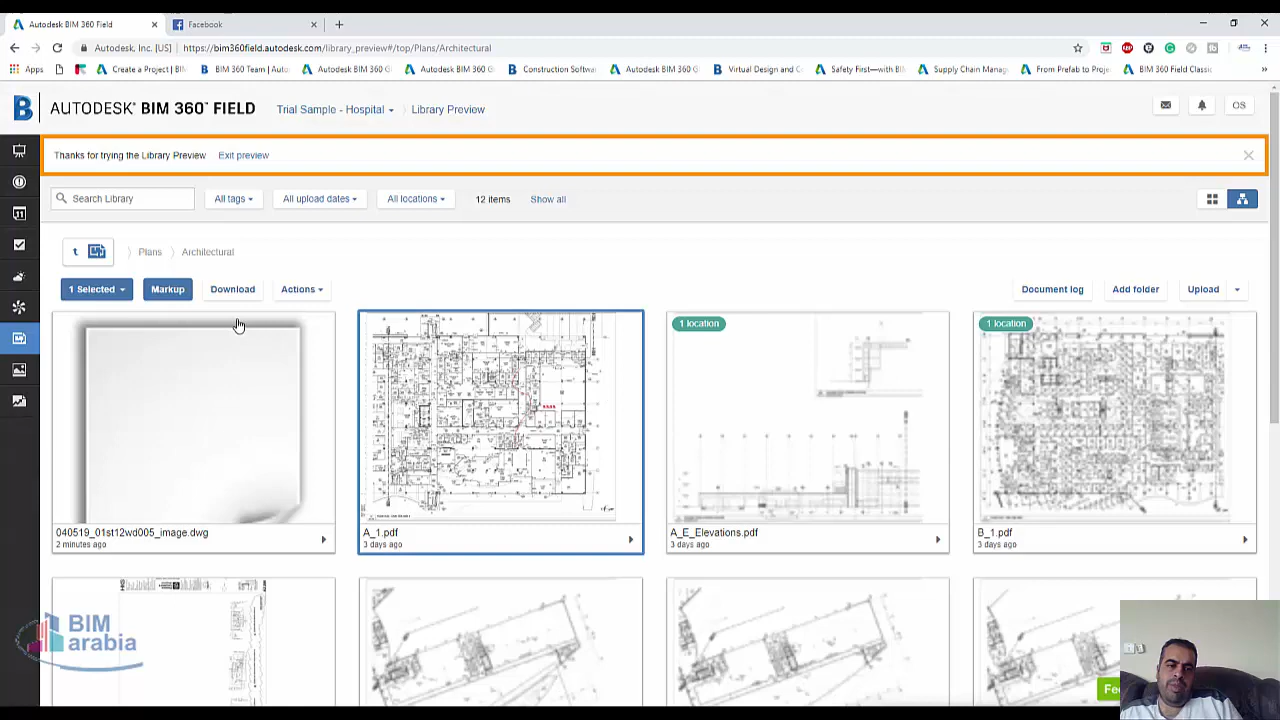 Autodesk BIM 360 Field
Facebook
Autodesk, Inc. [US] https://bim360field.autodesk.com/library_preview#/top/Plans/Architectural
Apps Create a Project | BIM BIM 360 Team | Auto Autodesk BIM 360 G Autodesk BIM 360 G Construction Softwa Autodesk BIM 360 G Virtual Design and C Safety First—with BIM Supply Chain Manag From Prefab to Proje BIM 360 Field Classic
B AUTODESK® BIM 360™ FIELD Trial Sample - Hospital Library Preview OS
Thanks for trying the Library Preview Exit preview
Search Library All tags All upload dates All locations 12 items Show all
Plans Architectural
1 Selected Markup Download Actions Document log Add folder Upload
1 location
1 location
040519_01st12wd005_image.dwg
2 minutes ago
A_1.pdf
3 days ago
A_E_Elevations.pdf
3 days ago
B_1.pdf
3 days ago
BIM
arabia